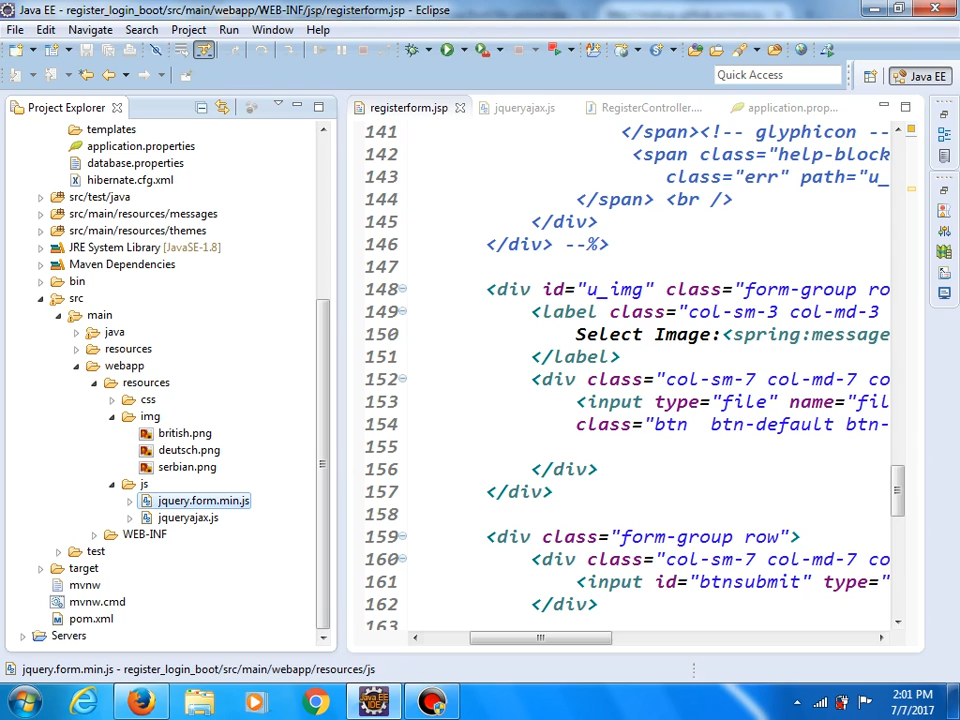 Java EE - register_login_boot/src/main/webapp/WEB-INF/jsp/registerform.jsp - Eclipse
File Edit Navigate Search Project Run Window Help
Quick Access
Java EE
Project Explorer
registerform.jsp
jqueryajax.js
RegisterController....
application.prop...
templates
application.properties
database.properties
hibernate.cfg.xml
src/test/java
src/main/resources/messages
src/main/resources/themes
JRE System Library [JavaSE-1.8]
Maven Dependencies
bin
src
main
java
resources
webapp
resources
css
img
british.png
deutsch.png
serbian.png
js
jquery.form.min.js
jqueryajax.js
WEB-INF
test
target
mvnw
mvnw.cmd
pom.xml
Servers
141 </span><!-- glyphicon --
142 <span class="help-block
143 class="err" path="u_
144 </span> <br />
145 </div>
146 </div> --%>
147
148 <div id="u_img" class="form-group ro
149 <label class="col-sm-3 col-md-3
150 Select Image:<spring:message
151 </label>
152 <div class="col-sm-7 col-md-7 co
153 <input type="file" name="fil
154 class="btn btn-default btn-
155
156 </div>
157 </div>
158
159 <div class="form-group row">
160 <div class="col-sm-7 col-md-7 co
161 <input id="btnsubmit" type="
162 </div>
163
jquery.form.min.js - register_login_boot/src/main/webapp/resources/js
Java EE
IDE
2:01 PM
7/7/2017